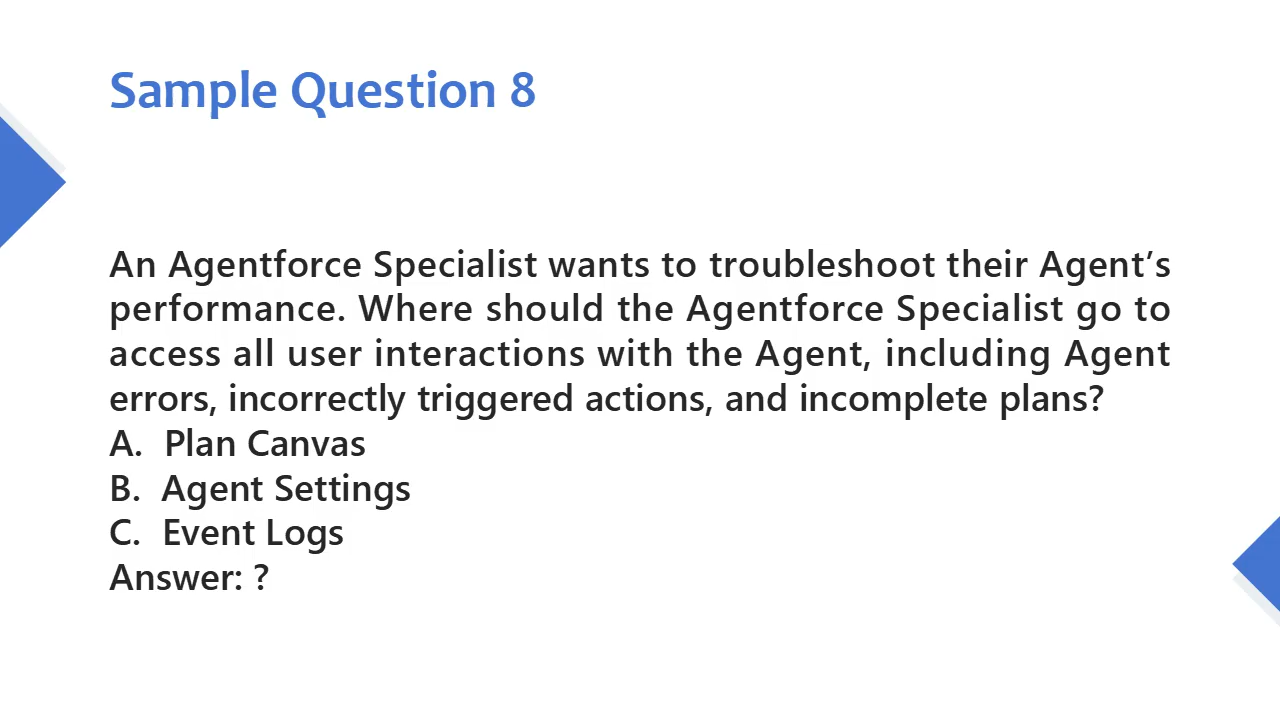 Sample Question 8
An Agentforce Specialist wants to troubleshoot their Agent’s
performance. Where should the Agentforce Specialist go to
access all user interactions with the Agent, including Agent
errors, incorrectly triggered actions, and incomplete plans?
A. Plan Canvas
B. Agent Settings
C. Event Logs
Answer: ?